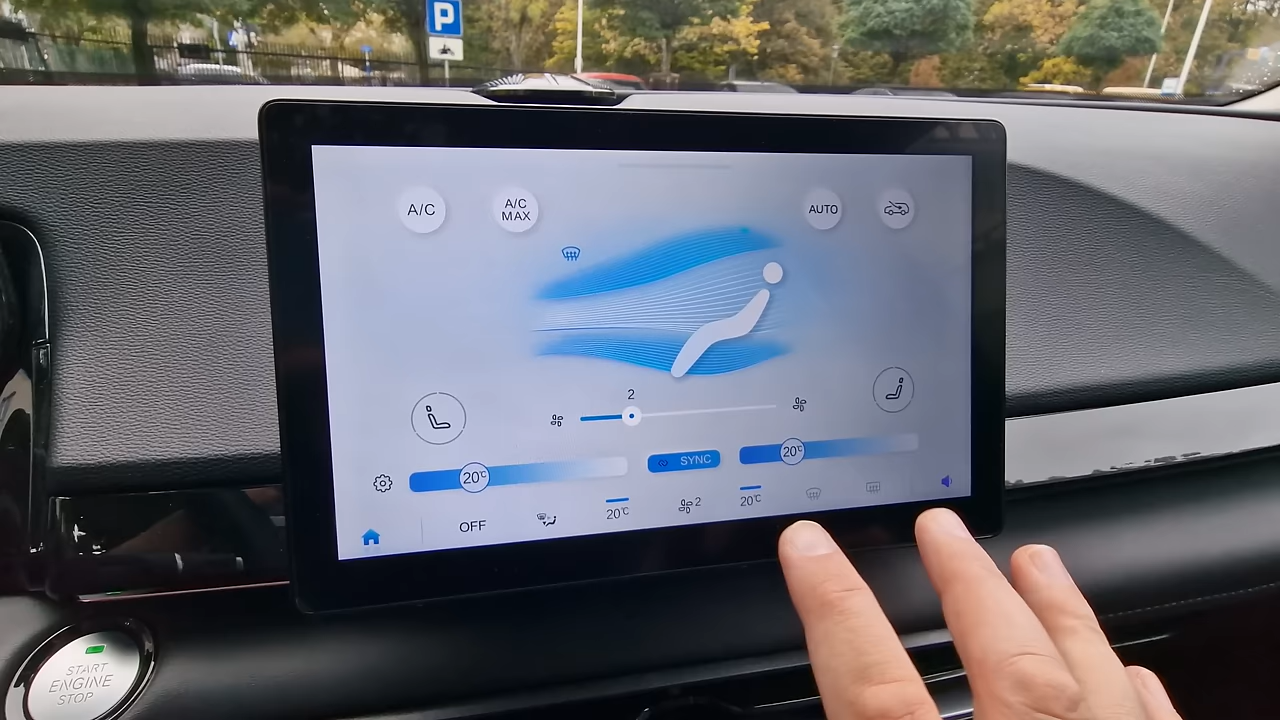 P
A/C
A/C
MAX
AUTO
2
20°C
SYNC
20°C
OFF
20°C
2
20°C
START
ENGINE
STOP